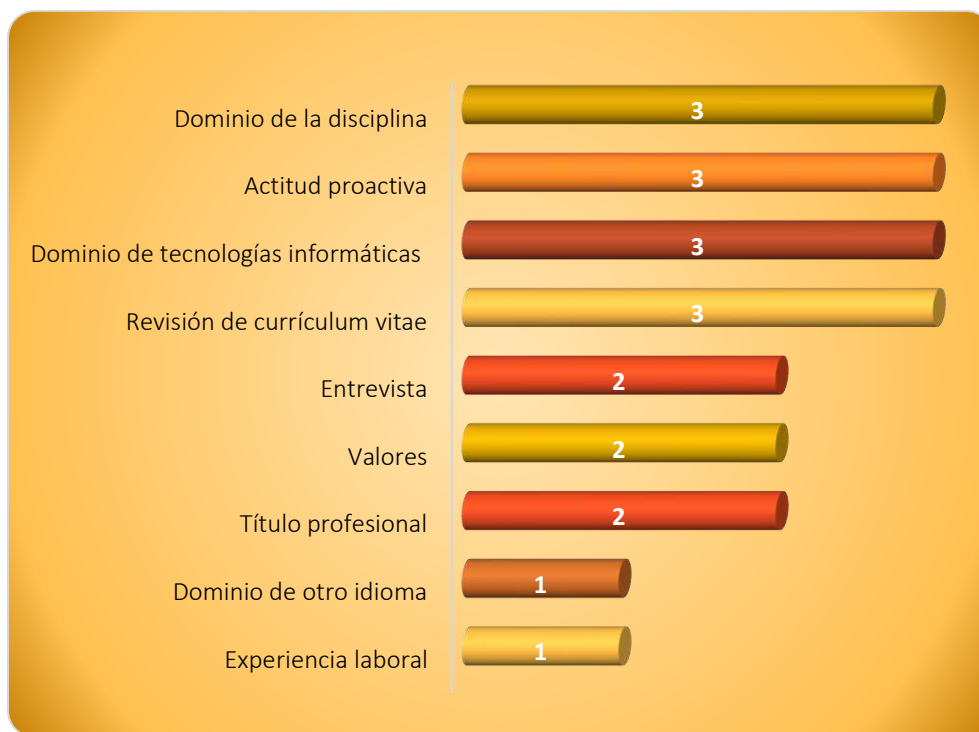 Dominio de la disciplina 3
Actitud proactiva 3
Dominio de tecnologías informáticas 3
Revisión de currículum vitae 3
Entrevista 2
Valores 2
Título profesional 2
Dominio de otro idioma 1
Experiencia laboral 1